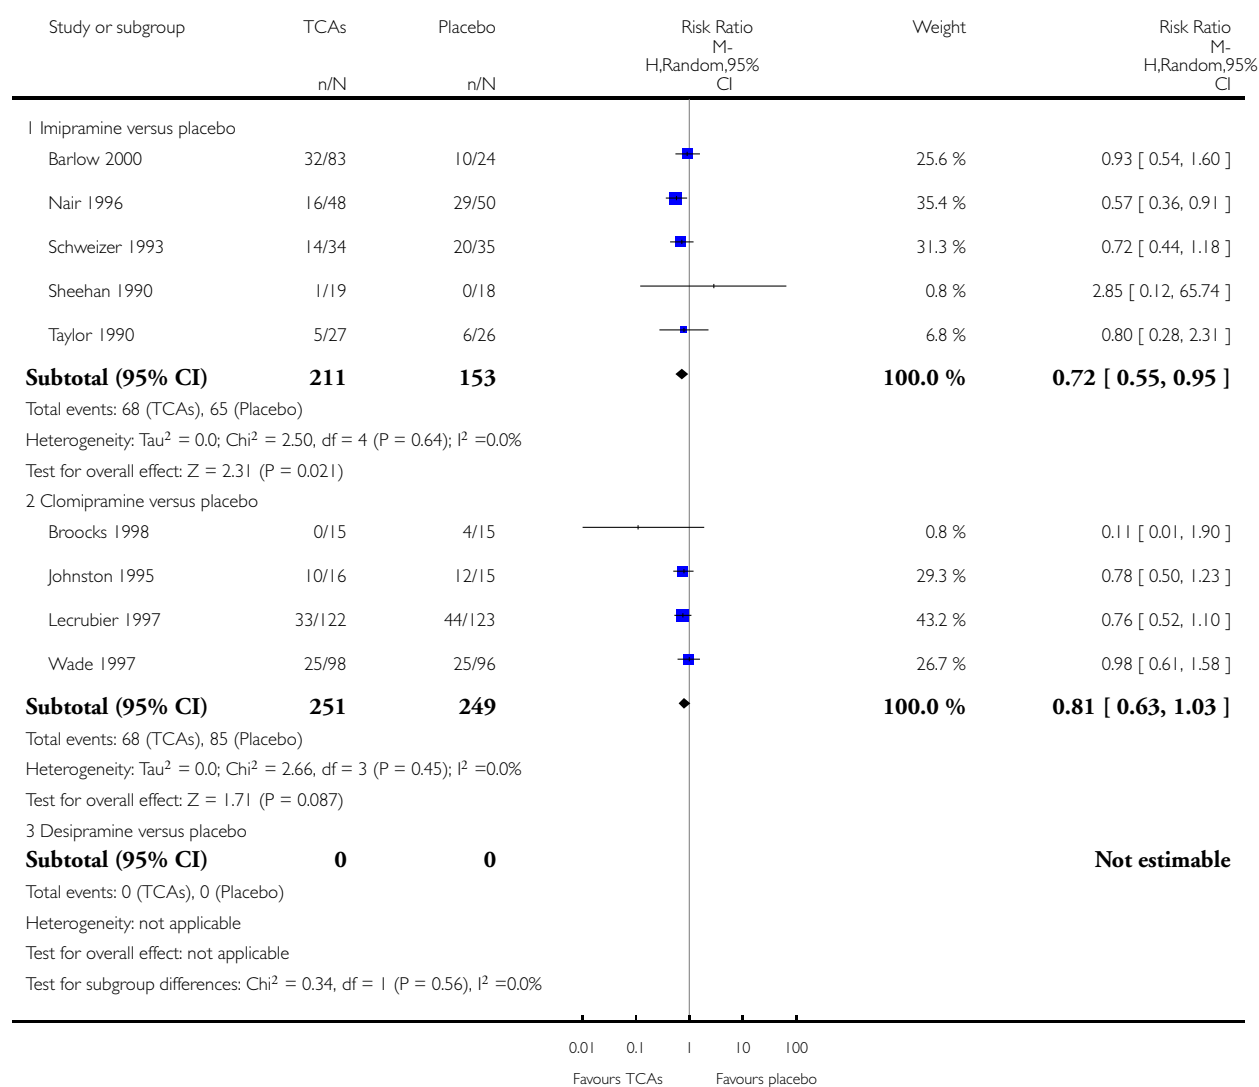 Study or subgroup TCAs Placebo Risk Ratio Weight Risk Ratio
M- M-
H,Random,95% H,Random,95%
n/N n/N CI CI
1 Imipramine versus placebo
Barlow 2000 32/83 10/24 25.6 % 0.93 [ 0.54, 1.60 ]
Nair 1996 16/48 29/50 35.4 % 0.57 [ 0.36, 0.91 ]
Schweizer 1993 14/34 20/35 31.3 % 0.72 [ 0.44, 1.18 ]
Sheehan 1990 1/19 0/18 0.8 % 2.85 [ 0.12, 65.74 ]
Taylor 1990 5/27 6/26 6.8 % 0.80 [ 0.28, 2.31 ]
Subtotal (95% CI) 211 153 100.0 % 0.72 [ 0.55, 0.95 ]
Total events: 68 (TCAs), 65 (Placebo)
Heterogeneity: Tau² = 0.0; Chi² = 2.50, df = 4 (P = 0.64); I² =0.0%
Test for overall effect: Z = 2.31 (P = 0.021)
2 Clomipramine versus placebo
Broocks 1998 0/15 4/15 0.8 % 0.11 [ 0.01, 1.90 ]
Johnston 1995 10/16 12/15 29.3 % 0.78 [ 0.50, 1.23 ]
Lecrubier 1997 33/122 44/123 43.2 % 0.76 [ 0.52, 1.10 ]
Wade 1997 25/98 25/96 26.7 % 0.98 [ 0.61, 1.58 ]
Subtotal (95% CI) 251 249 100.0 % 0.81 [ 0.63, 1.03 ]
Total events: 68 (TCAs), 85 (Placebo)
Heterogeneity: Tau² = 0.0; Chi² = 2.66, df = 3 (P = 0.45); I² =0.0%
Test for overall effect: Z = 1.71 (P = 0.087)
3 Desipramine versus placebo
Subtotal (95% CI) 0 0 Not estimable
Total events: 0 (TCAs), 0 (Placebo)
Heterogeneity: not applicable
Test for overall effect: not applicable
Test for subgroup differences: Chi² = 0.34, df = 1 (P = 0.56), I² =0.0%
0.01 0.1 1 10 100
Favours TCAs Favours placebo